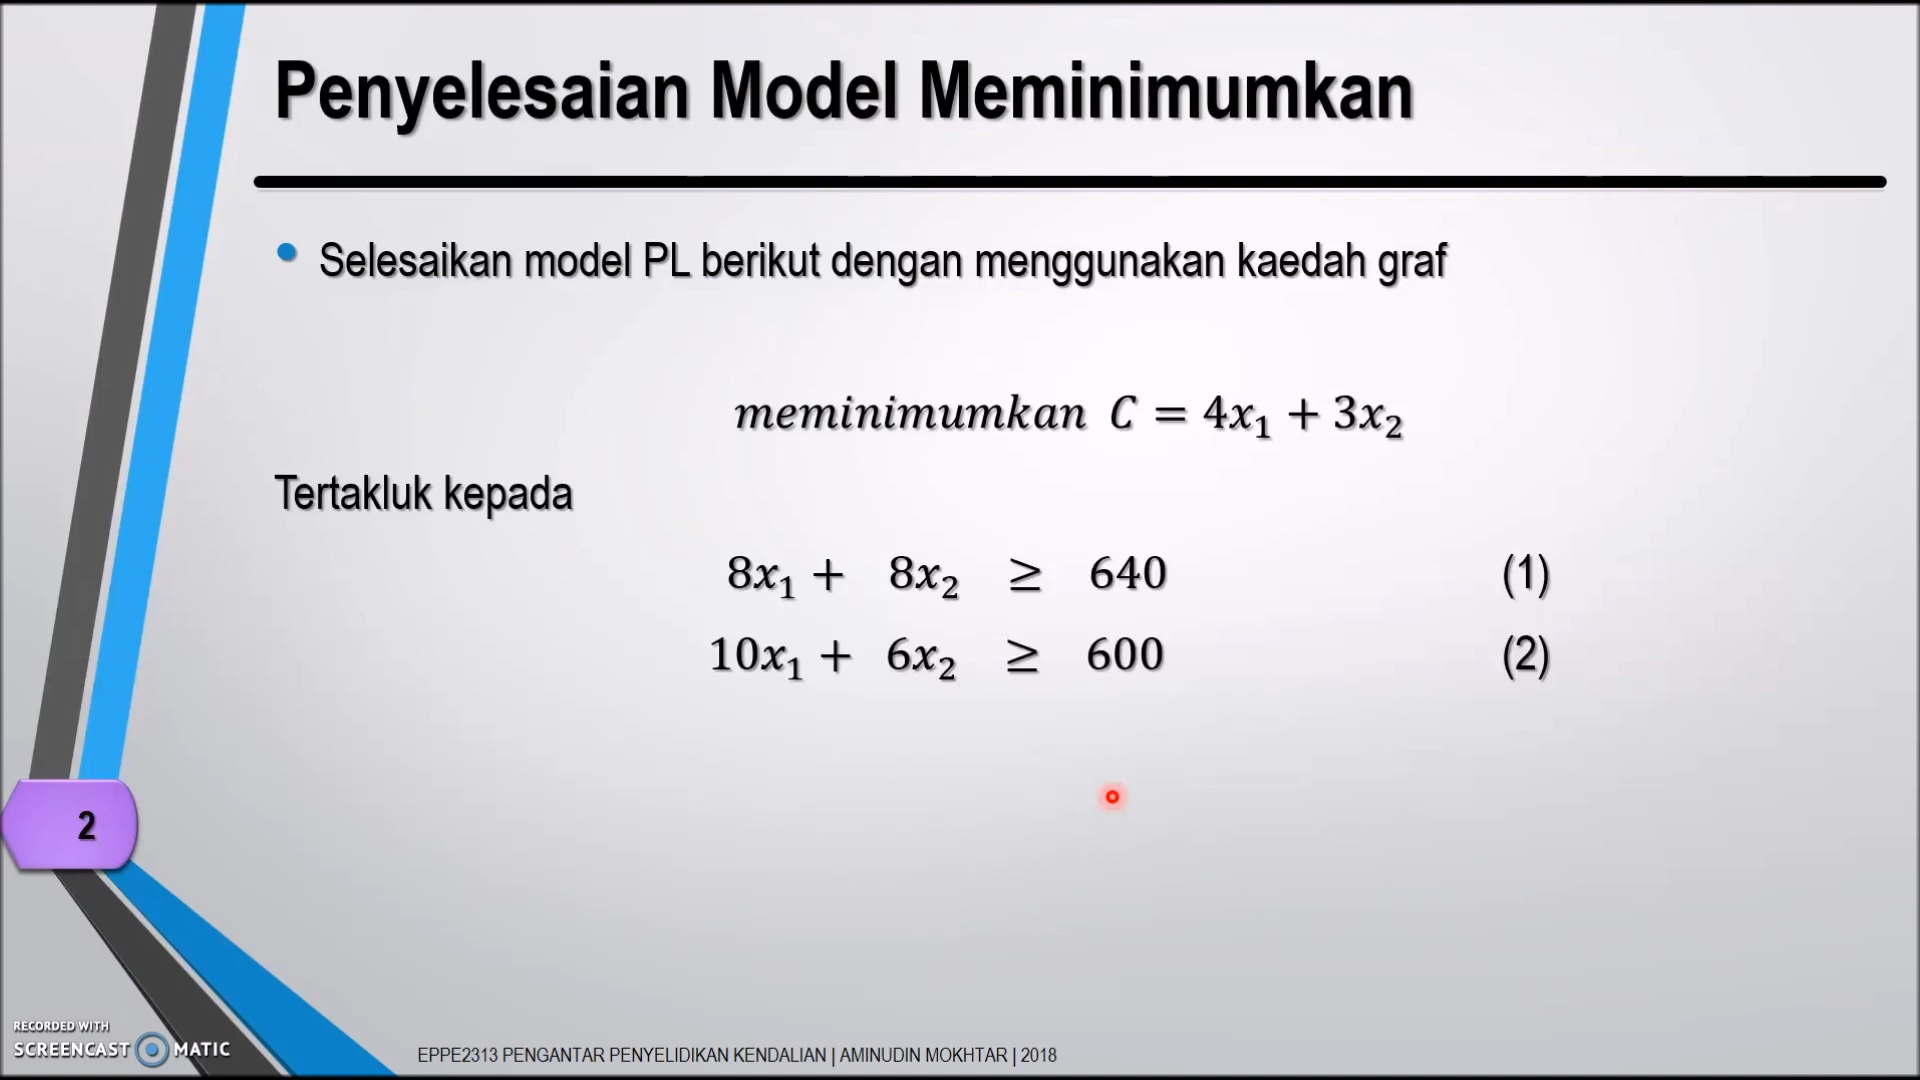 Penyelesaian Model Meminimumkan
• Selesaikan model PL berikut dengan menggunakan kaedah graf
meminimumkan C = 4x₁ + 3x₂
Tertakluk kepada
8x₁ + 8x₂ ≥ 640 (1)
10x₁ + 6x₂ ≥ 600 (2)
2
RECORDED WITH
SCREENCAST MATIC
EPPE2313 PENGANTAR PENYELIDIKAN KENDALIAN | AMINUDIN MOKHTAR | 2018